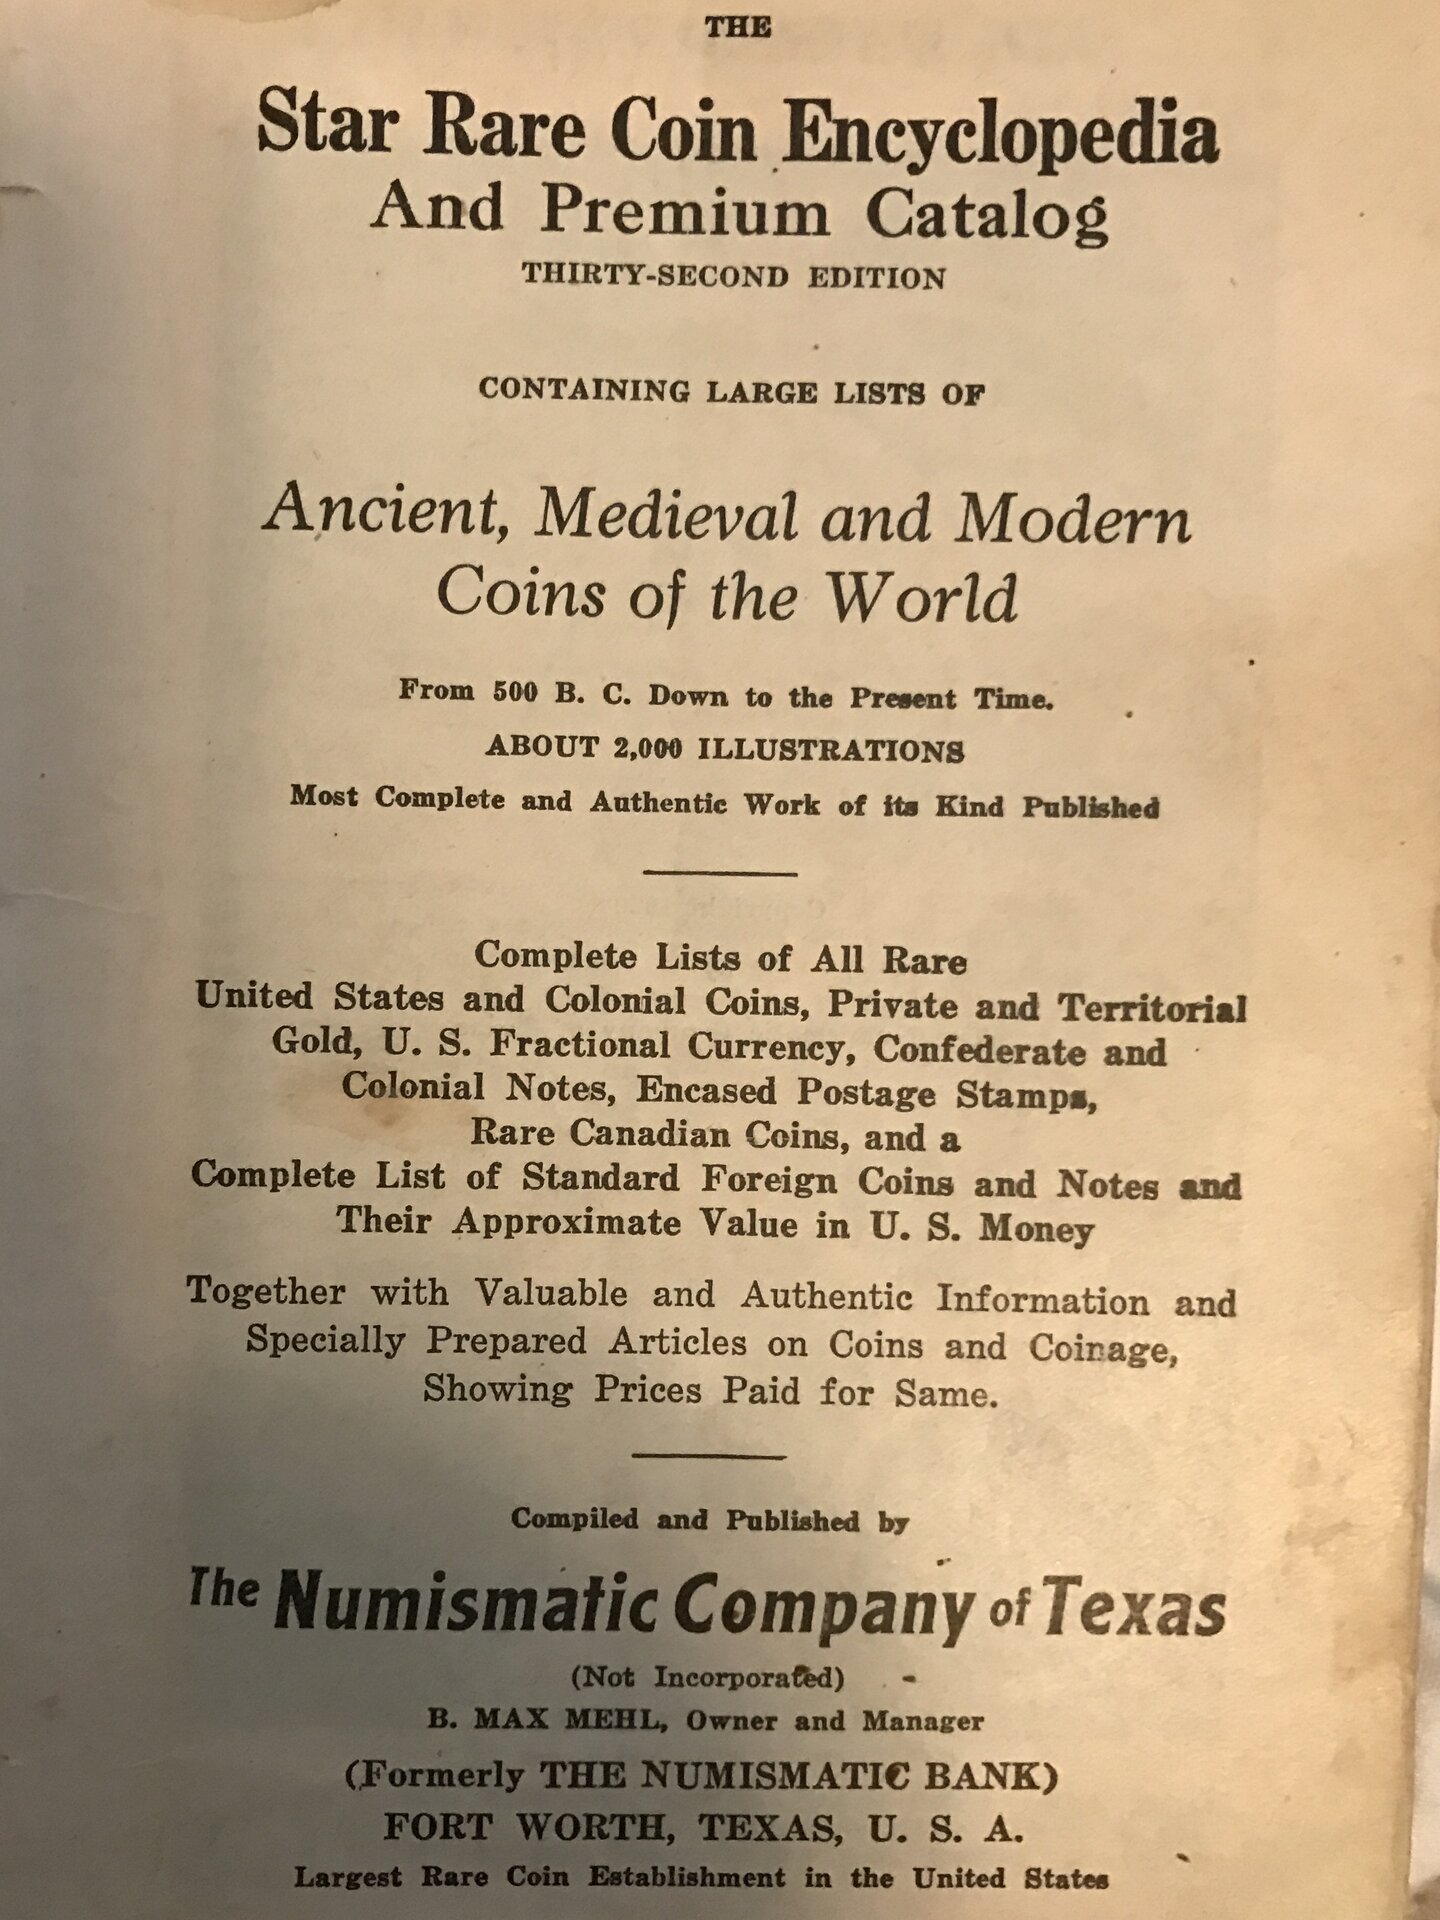 THE
Star Rare Coin Encyclopedia
And Premium Catalog
THIRTY-SECOND EDITION
CONTAINING LARGE LISTS OF
Ancient, Medieval and Modern
Coins of the World
From 500 B. C. Down to the Present Time.
ABOUT 2,000 ILLUSTRATIONS
Most Complete and Authentic Work of its Kind Published
Complete Lists of All Rare
United States and Colonial Coins, Private and Territorial
Gold, U. S. Fractional Currency, Confederate and
Colonial Notes, Encased Postage Stamps,
Rare Canadian Coins, and a
Complete List of Standard Foreign Coins and Notes and
Their Approximate Value in U. S. Money
Together with Valuable and Authentic Information and
Specially Prepared Articles on Coins and Coinage,
Showing Prices Paid for Same.
Compiled and Published by
The Numismatic Company of Texas
(Not Incorporated)
B. MAX MEHL, Owner and Manager
(Formerly THE NUMISMATIC BANK)
FORT WORTH, TEXAS, U. S. A.
Largest Rare Coin Establishment in the United States